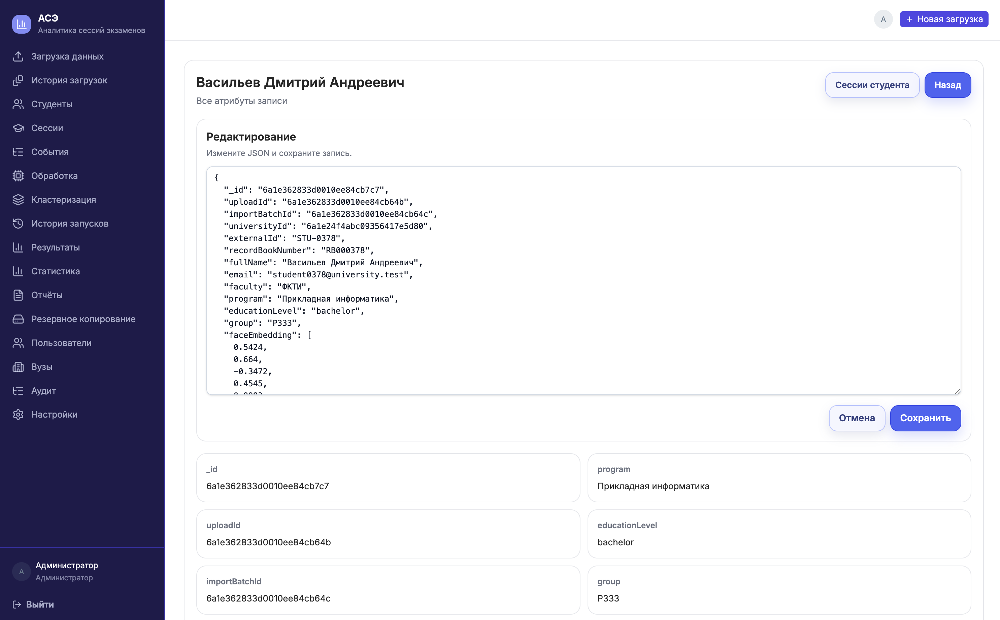 АСЭ
Аналитика сессий экзаменов
Загрузка данных
История загрузок
Студенты
Сессии
События
Обработка
Кластеризация
История запусков
Результаты
Статистика
Отчёты
Резервное копирование
Пользователи
Вузы
Аудит
Настройки
A
Администратор
Администратор
Выйти
A
+ Новая загрузка
Васильев Дмитрий Андреевич
Все атрибуты записи
Сессии студента
Назад
Редактирование
Измените JSON и сохраните запись.
{
"_id": "6a1e362833d0010ee84cb7c7",
"uploadId": "6a1e362833d0010ee84cb64b",
"importBatchId": "6a1e362833d0010ee84cb64c",
"universityId": "6a1e24f4abc09356417e5d80",
"externalId": "STU-0378",
"recordBookNumber": "RB000378",
"fullName": "Васильев Дмитрий Андреевич",
"email": "student0378@university.test",
"faculty": "ФКТИ",
"program": "Прикладная информатика",
"educationLevel": "bachelor",
"group": "P333",
"faceEmbedding": [
0.5424,
0.664,
-0.3472,
0.4545,
Отмена
Сохранить
_id
6a1e362833d0010ee84cb7c7
program
Прикладная информатика
uploadId
6a1e362833d0010ee84cb64b
educationLevel
bachelor
importBatchId
6a1e362833d0010ee84cb64c
group
P333